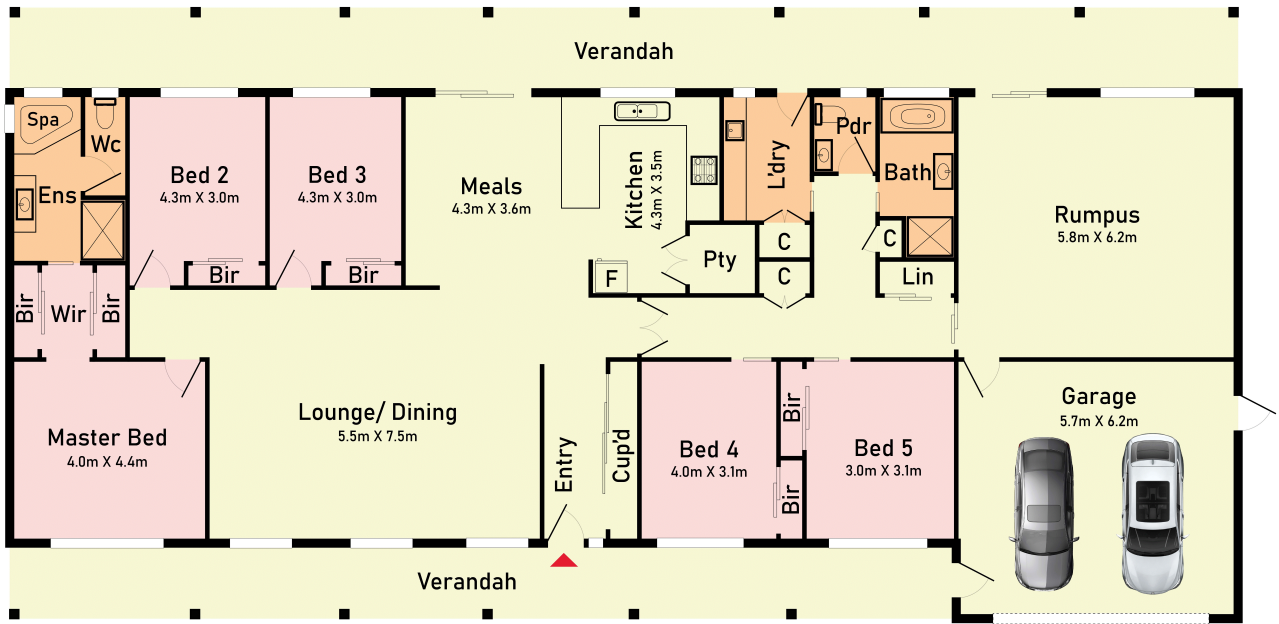 Verandah
Spa
Wc
Ens
Bed 2
4.3m X 3.0m
Bed 3
4.3m X 3.0m
Meals
4.3m X 3.6m
Kitchen
4.3m X 3.5m
L'dry
Pdr
Bath
Rumpus
5.8m X 6.2m
Bir
Wir
Bir
Bir
Bir
F
Pty
C
C
C
Lin
Master Bed
4.0m X 4.4m
Lounge/ Dining
5.5m X 7.5m
Entry
Cup'd
Bed 4
4.0m X 3.1m
Bir
Bir
Bed 5
3.0m X 3.1m
Garage
5.7m X 6.2m
Verandah